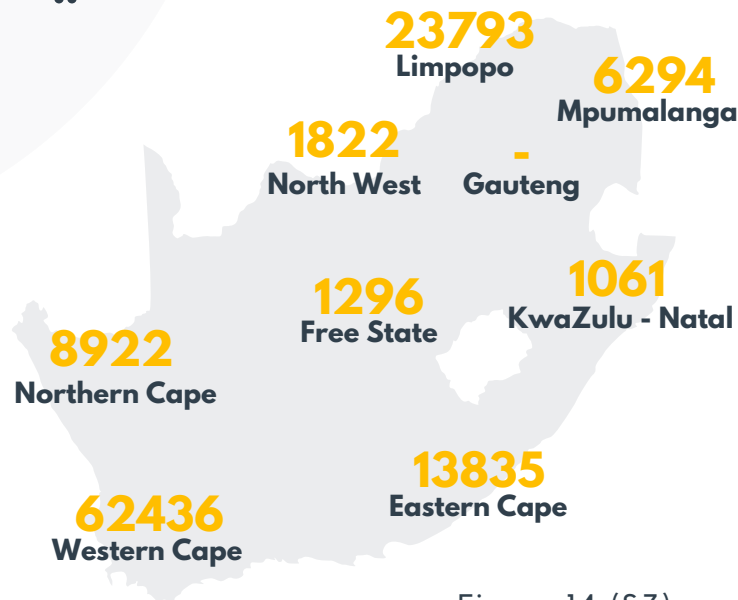 23793
Limpopo
6294
Mpumalanga
1822
North West
-
Gauteng
1296
Free State
1061
KwaZulu - Natal
8922
Northern Cape
13835
Eastern Cape
62436
Western Cape